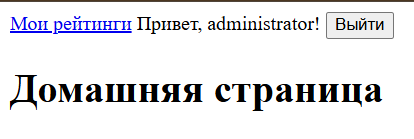 Мои рейтинги Привет, administrator! Выйти
Домашняя страница